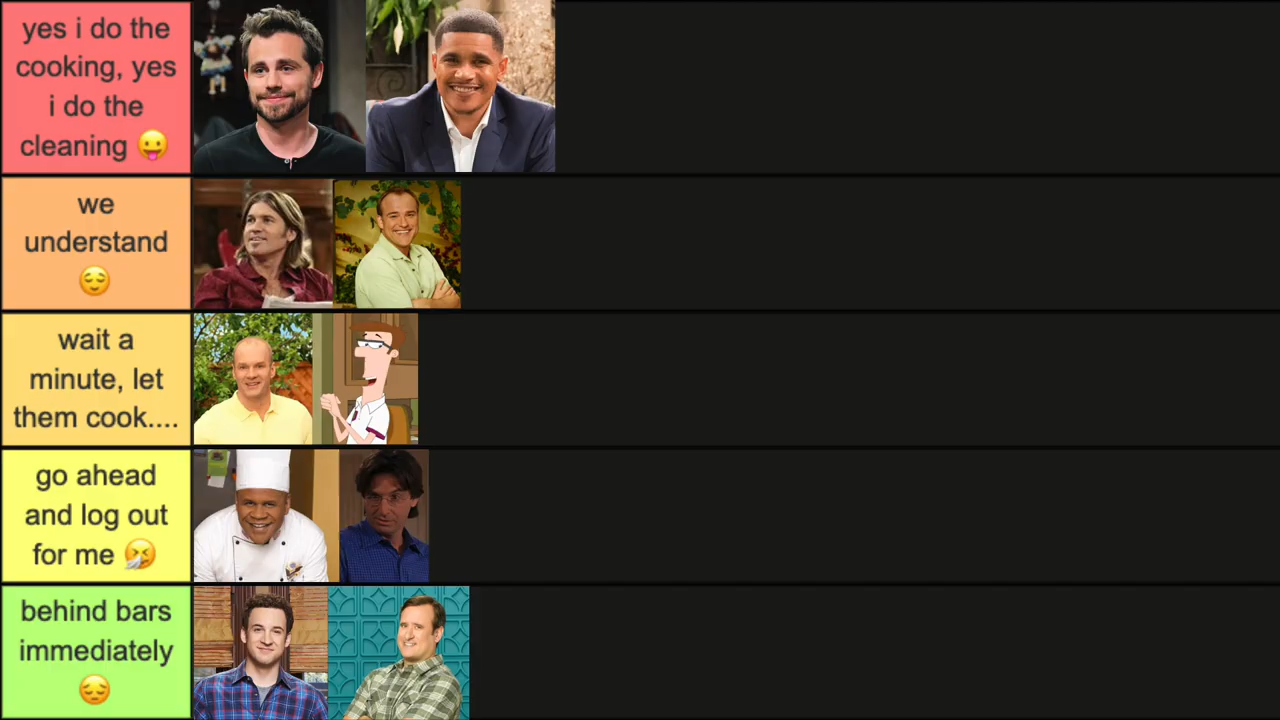 yes i do the
cooking, yes
i do the
cleaning 😛
we
understand
😌
wait a
minute, let
them cook....
go ahead
and log out
for me 🤧
behind bars
immediately
😔